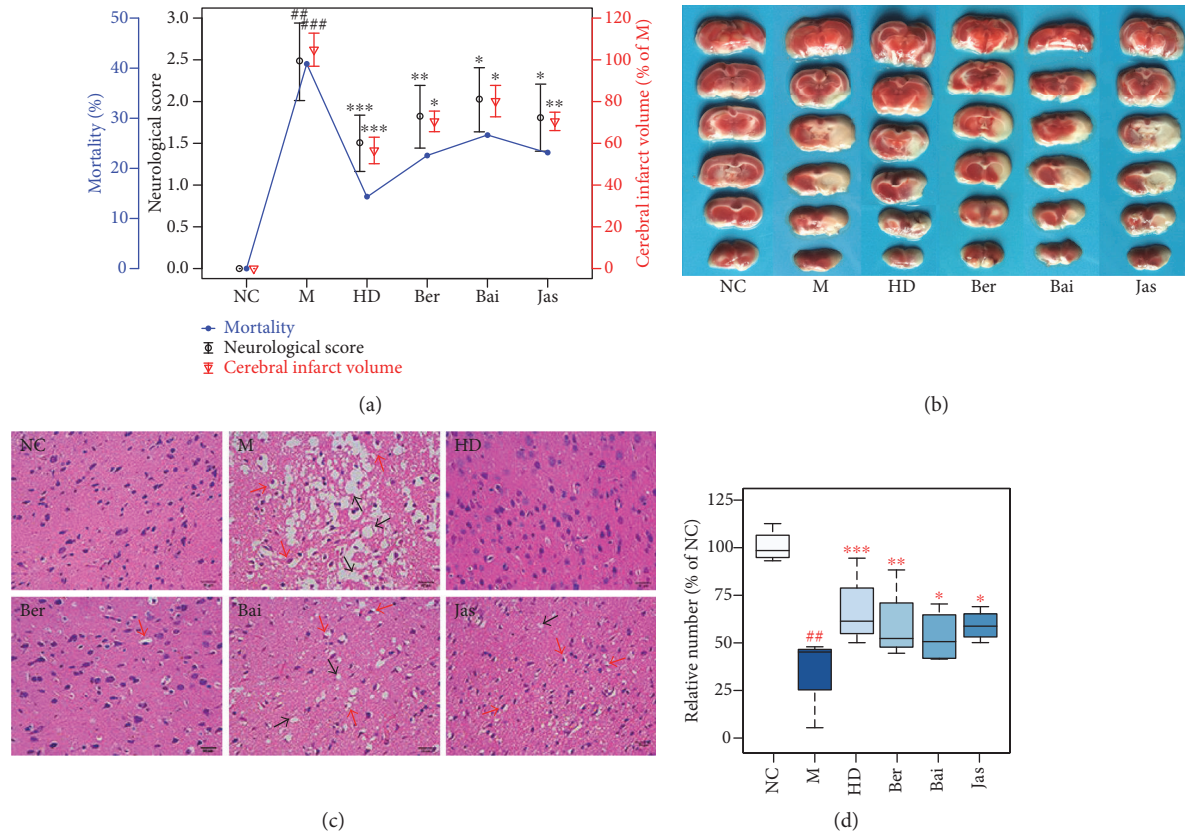 Mortality (%)
50
40
30
20
10
0
Neurological score
3.0
2.5
2.0
1.5
1.0
0.5
0.0
## ###
*** ***
** *
* *
* **
120
100
80
60
40
20
0
Cerebral infarct volume (% of M)
NC M HD Ber Bai Jas
Mortality
Neurological score
Cerebral infarct volume
(a)
NC M HD Ber Bai Jas
(b)
NC M HD
Ber Bai Jas
(c)
Relative number (% of NC)
125
100
75
50
25
0
## *** ** * *
NC M HD Ber Bai Jas
(d)